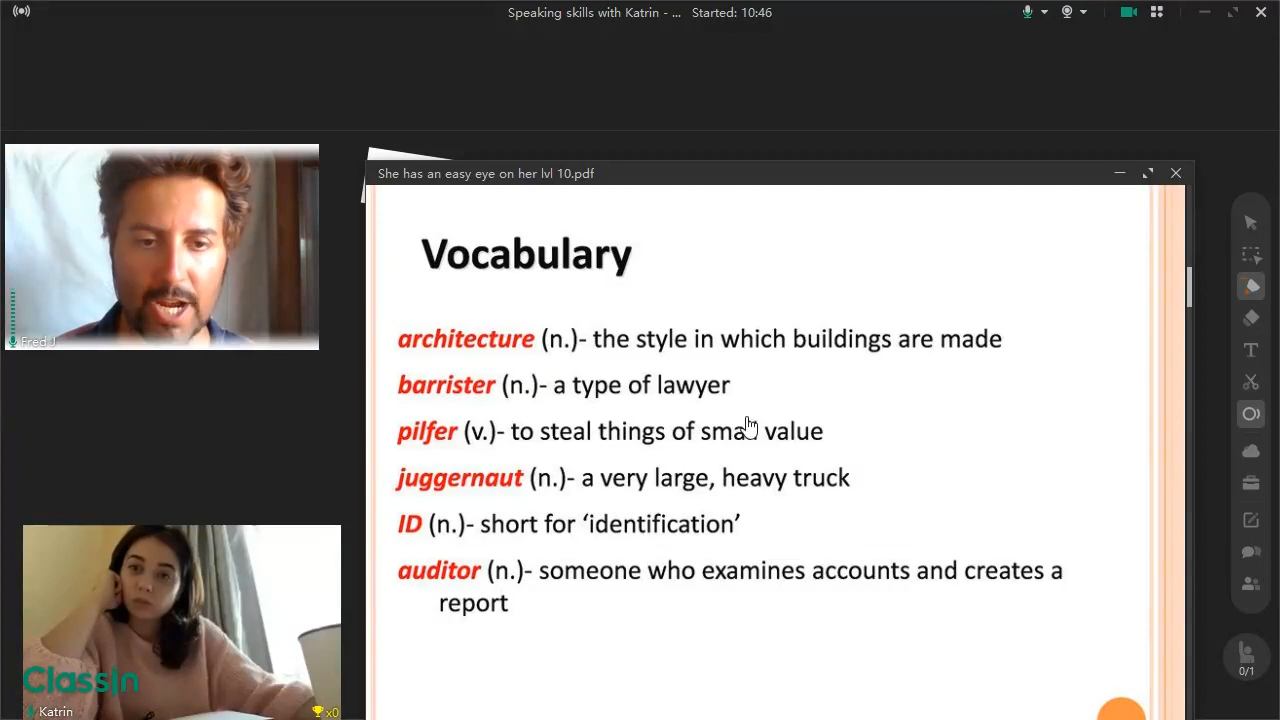 Speaking skills with Katrin - ... Started: 10:46
She has an easy eye on her lvl 10.pdf
Fred J
Vocabulary
architecture (n.)- the style in which buildings are made
barrister (n.)- a type of lawyer
pilfer (v.)- to steal things of small value
juggernaut (n.)- a very large, heavy truck
ID (n.)- short for ‘identification’
auditor (n.)- someone who examines accounts and creates a
report
T
0/1
ClassIn
Katrin
x0